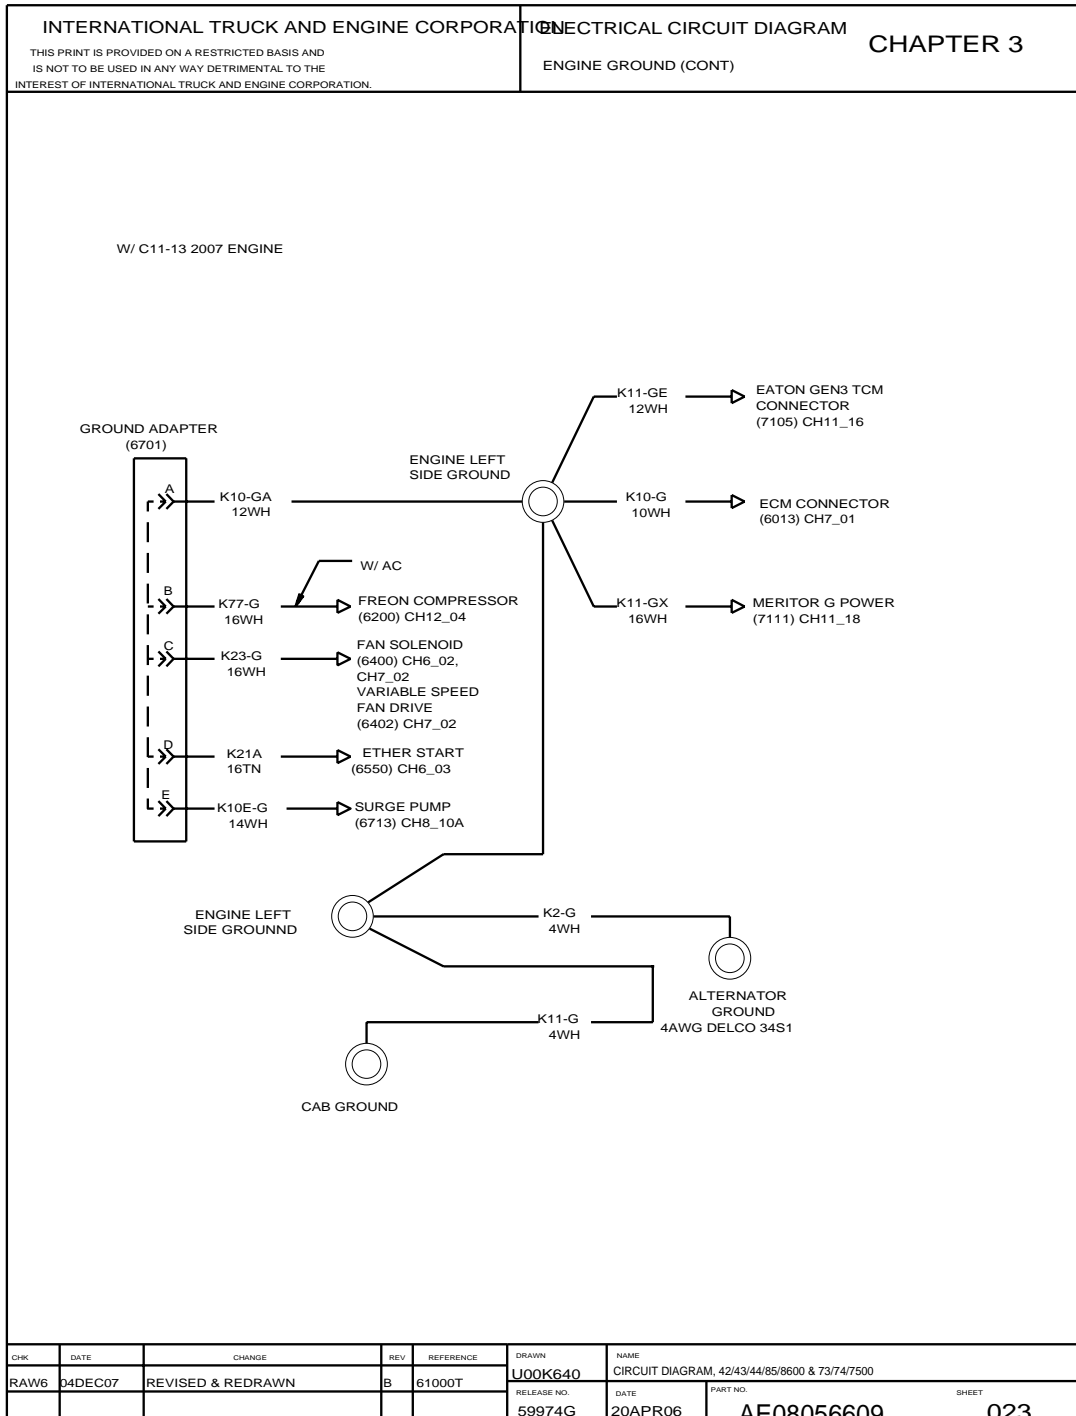 INTERNATIONAL TRUCK AND ENGINE CORPORATION
THIS PRINT IS PROVIDED ON A RESTRICTED BASIS AND
IS NOT TO BE USED IN ANY WAY DETRIMENTAL TO THE
INTEREST OF INTERNATIONAL TRUCK AND ENGINE CORPORATION.
ELECTRICAL CIRCUIT DIAGRAM
ENGINE GROUND (CONT)
CHAPTER 3
W/ C11-13 2007 ENGINE
GROUND ADAPTER
(6701)
A
K10-GA
12WH
ENGINE LEFT
SIDE GROUND
K11-GE
12WH
EATON GEN3 TCM
CONNECTOR
(7105) CH11_16
K10-G
10WH
ECM CONNECTOR
(6013) CH7_01
K11-GX
16WH
MERITOR G POWER
(7111) CH11_18
W/ AC
B
K77-G
16WH
FREON COMPRESSOR
(6200) CH12_04
C
K23-G
16WH
FAN SOLENOID
(6400) CH6_02,
CH7_02
VARIABLE SPEED
FAN DRIVE
(6402) CH7_02
D
K21A
16TN
ETHER START
(6550) CH6_03
E
K10E-G
14WH
SURGE PUMP
(6713) CH8_10A
ENGINE LEFT
SIDE GROUNND
K2-G
4WH
ALTERNATOR
GROUND
4AWG DELCO 34S1
K11-G
4WH
CAB GROUND
CHK DATE CHANGE REV REFERENCE
RAW6 04DEC07 REVISED & REDRAWN B 61000T
DRAWN
U00K640
NAME
CIRCUIT DIAGRAM, 42/43/44/85/8600 & 73/74/7500
RELEASE NO.
59974G
DATE
20APR06
PART NO.
AE08056609
SHEET
023